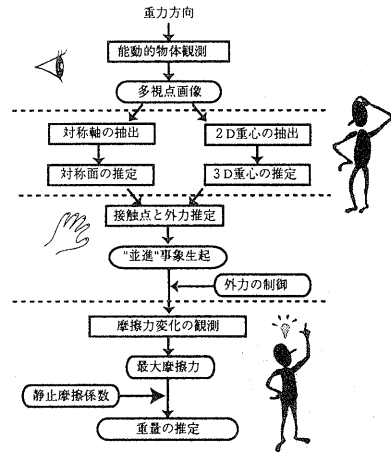 重力方向
能動的物体観測
多視点画像
対称軸の抽出
2D重心の抽出
対称面の推定
3D重心の推定
接触点と外力推定
"並進"事象生起
外力の制御
摩擦力変化の観測
最大摩擦力
静止摩擦係数
重量の推定